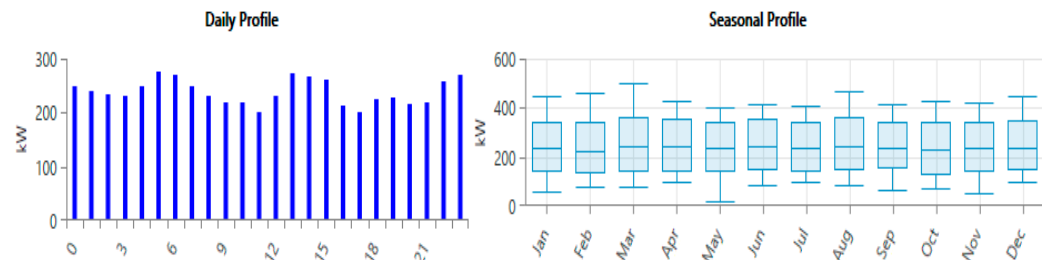 Daily Profile
300
200
100
0
kW
0 3 6 9 12 15 18 21
Seasonal Profile
600
400
200
0
kW
Jan Feb Mar Apr May Jun Jul Aug Sep Oct Nov Dec